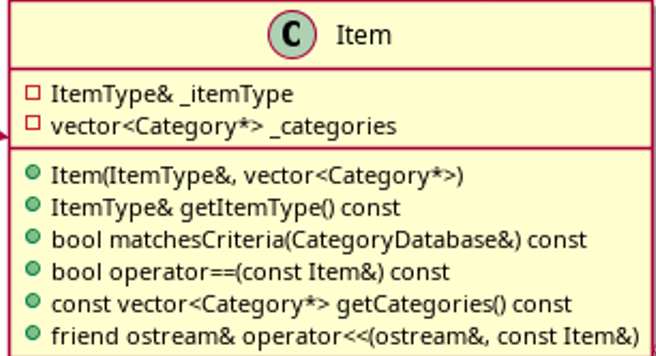 C Item
ItemType& _itemType
vector<Category*> _categories
Item(ItemType&, vector<Category*>)
ItemType& getItemType() const
bool matchesCriteria(CategoryDatabase&) const
bool operator==(const Item&) const
const vector<Category*> getCategories() const
friend ostream& operator<<(ostream&, const Item&)